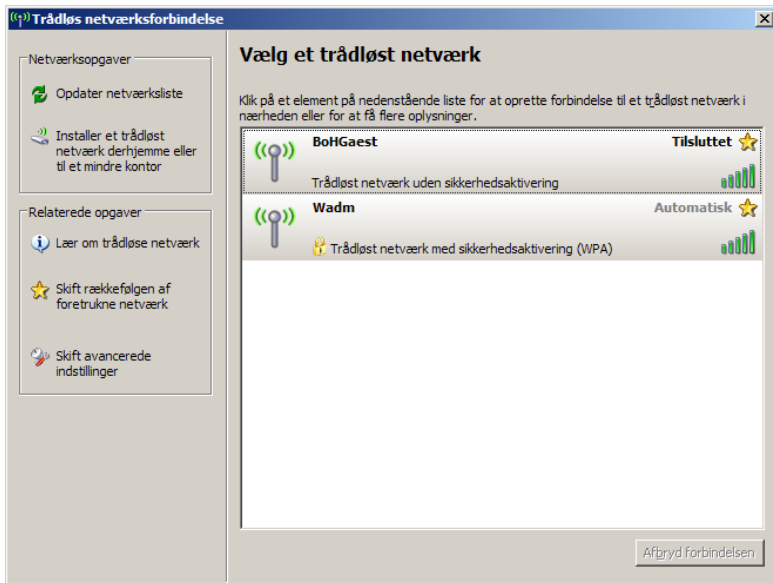 Trådløs netværksforbindelse
Netværksopgaver
Opdater netværksliste
Installer et trådløst
netværk derhjemme eller
til et mindre kontor
Relaterede opgaver
Lær om trådløse netværk
Skift rækkefølgen af
foretrukne netværk
Skift avancerede
indstillinger
Vælg et trådløst netværk
Klik på et element på nedenstående liste for at oprette forbindelse til et trådløst netværk i
nærheden eller for at få flere oplysninger.
BoHGaest Tilsluttet
Trådløst netværk uden sikkerhedsaktivering
Wadm Automatisk
Trådløst netværk med sikkerhedsaktivering (WPA)
Afbryd forbindelsen